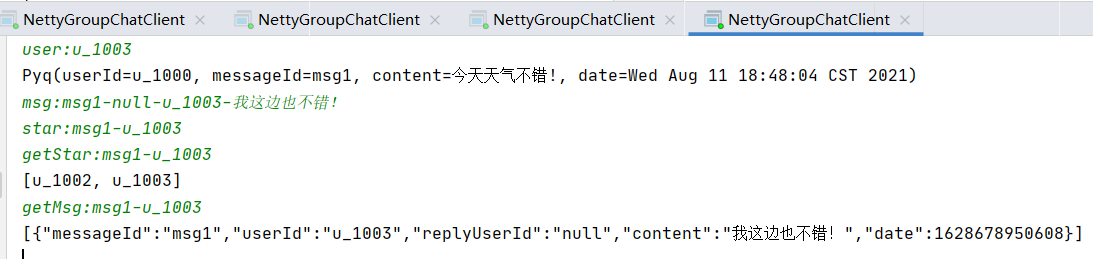 NettyGroupChatClient NettyGroupChatClient NettyGroupChatClient NettyGroupChatClient
user:u_1003
Pyq(userId=u_1000, messageId=msg1, content=今天天气不错!, date=Wed Aug 11 18:48:04 CST 2021)
msg:msg1-null-u_1003-我这边也不错!
star:msg1-u_1003
getStar:msg1-u_1003
[u_1002, u_1003]
getMsg:msg1-u_1003
[{"messageId":"msg1","userId":"u_1003","replyUserId":"null","content":"我这边也不错! ","date":1628678950608}]